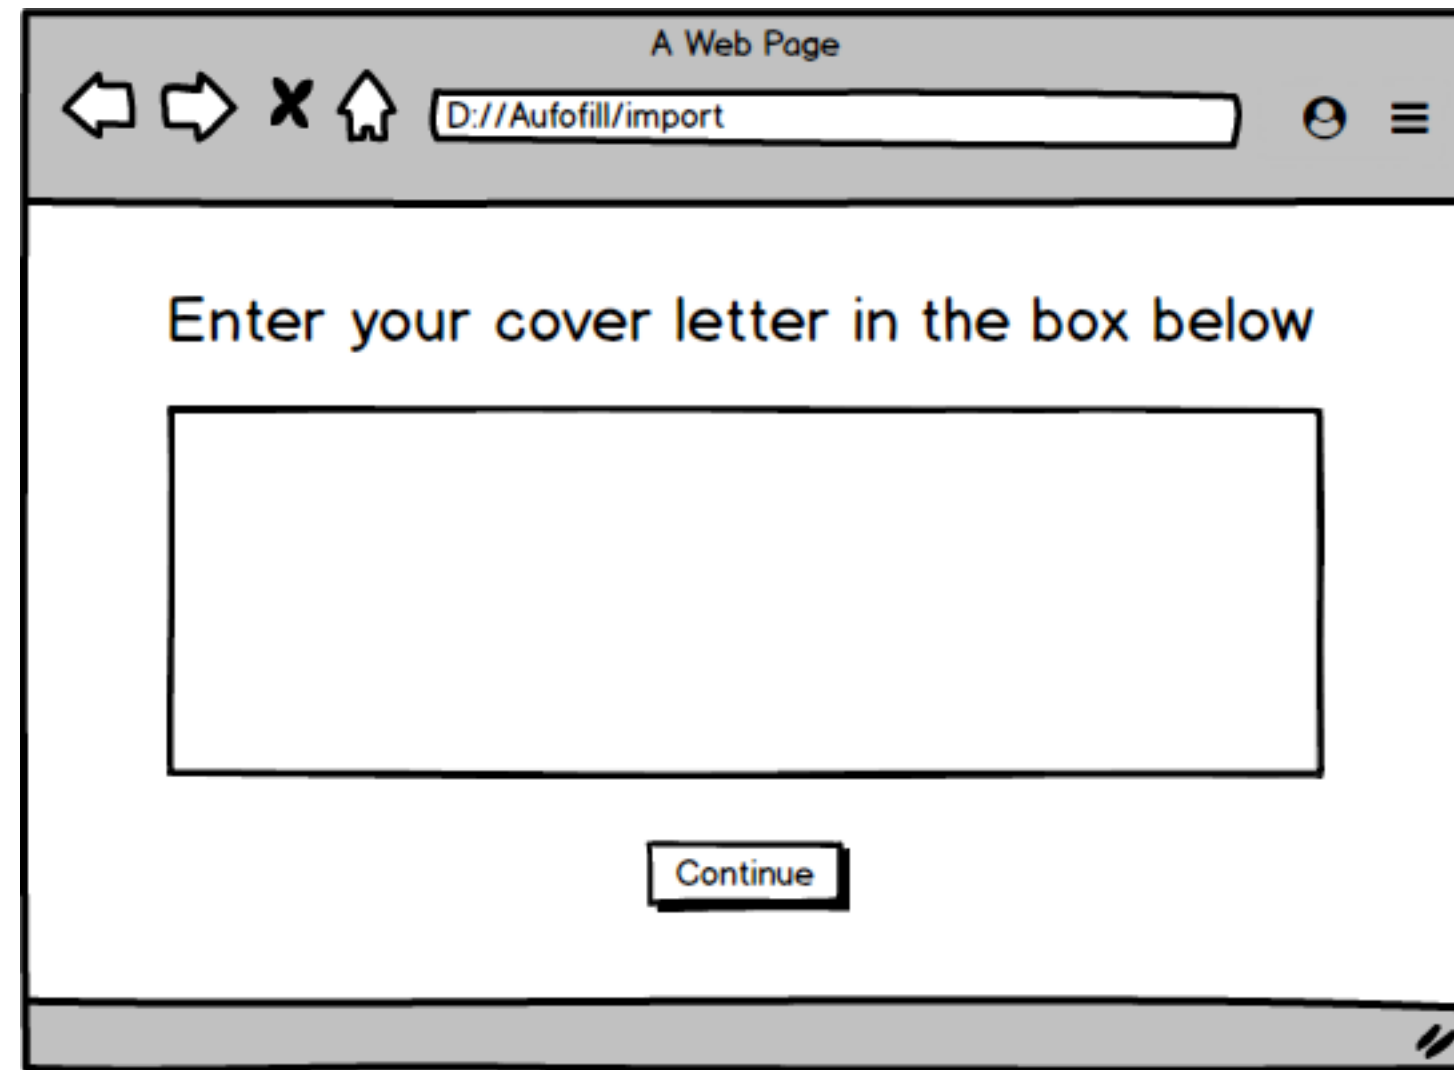 A Web Page
D://Aufofill/import
Enter your cover letter in the box below
Continue